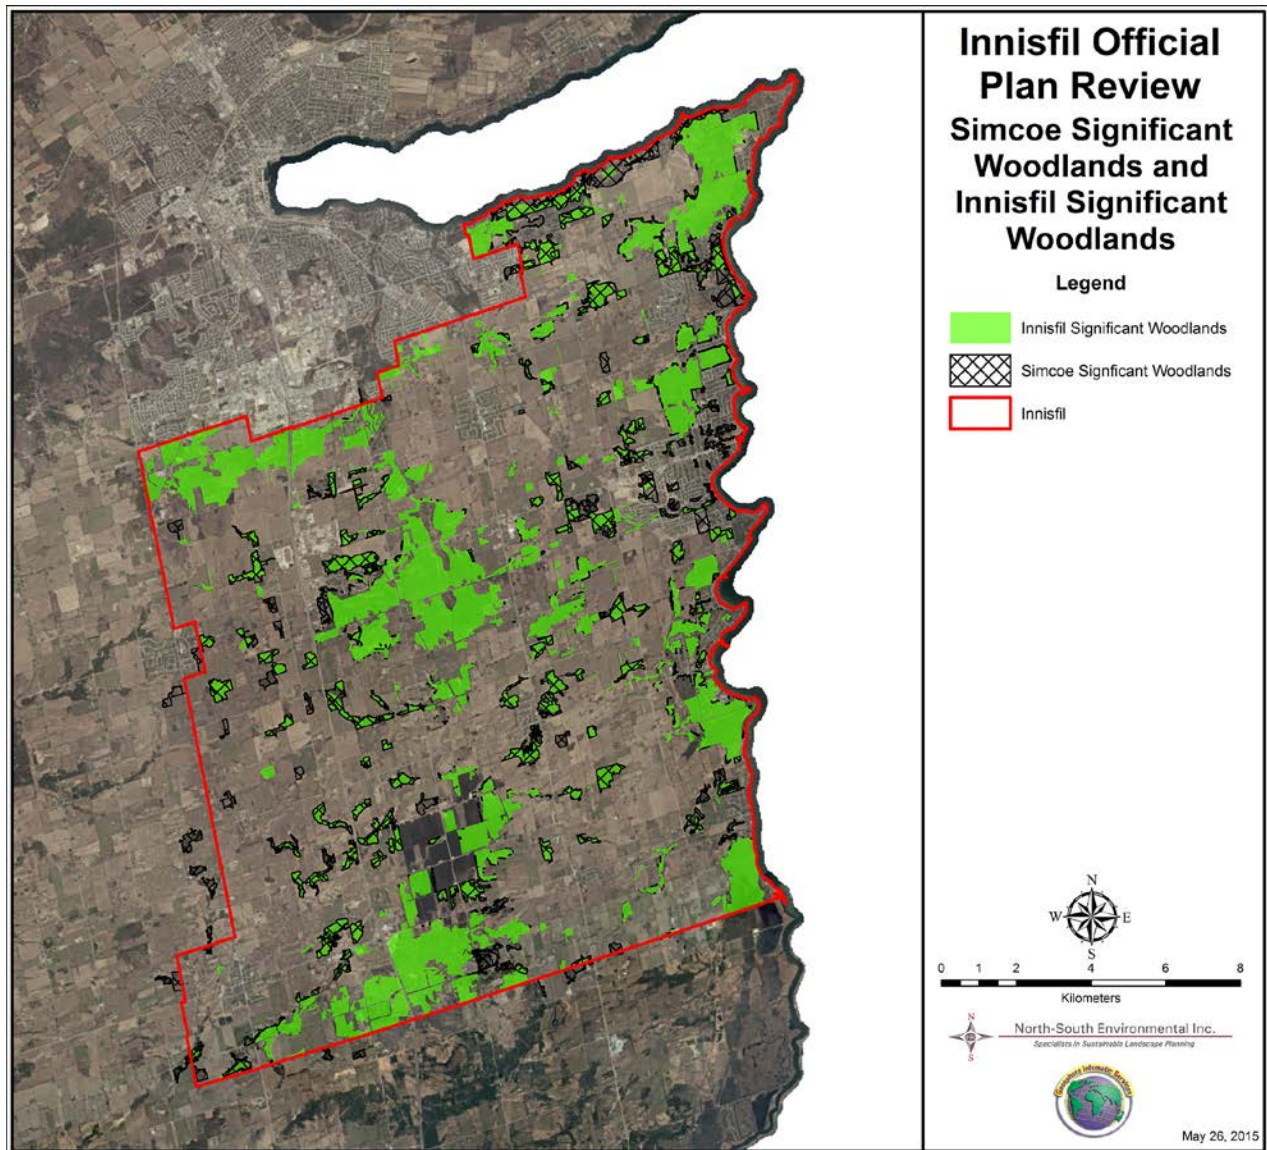 Innisfil Official
Plan Review
Simcoe Significant
Woodlands and
Innisfil Significant
Woodlands
Legend
Innisfil Significant Woodlands
Simcoe Signficant Woodlands
Innisfil
N
W E
S
0 1 2 4 6 8
Kilometers
N
S
North-South Environmental Inc.
Specialists in Sustainable Landscape Planning
Informatic Services
May 26, 2015